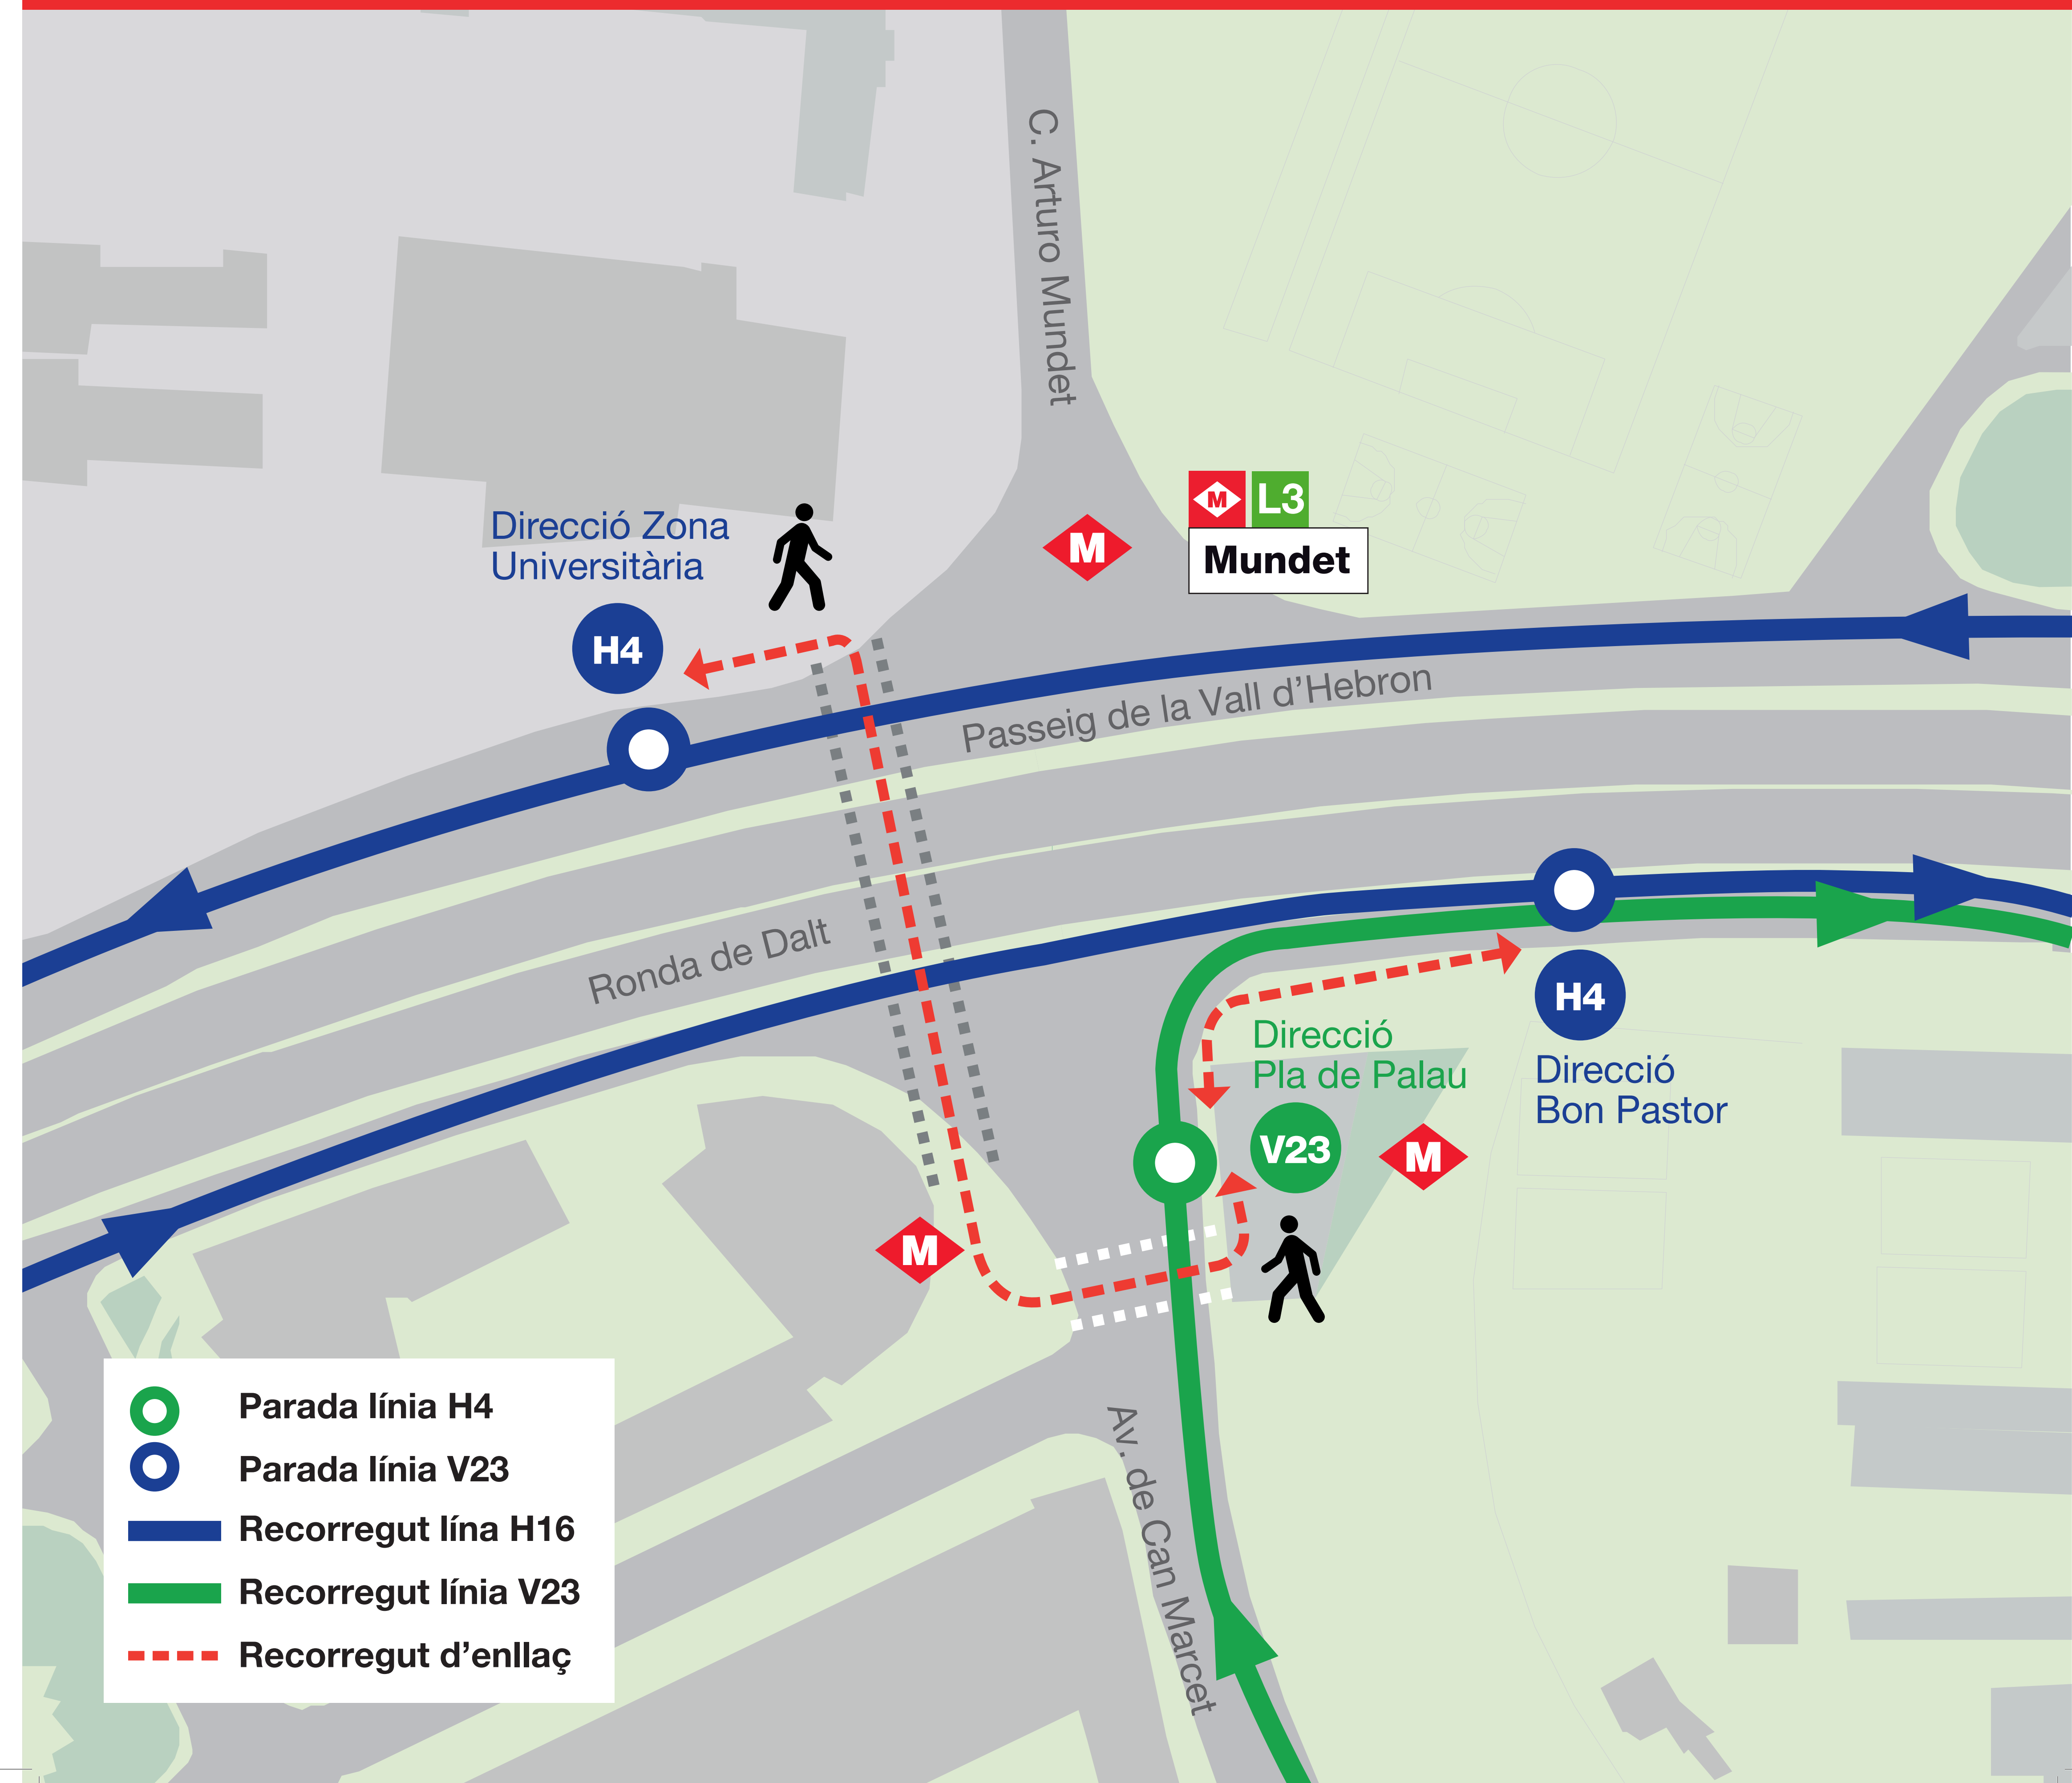 C. Arturo Mundet
M L3
Mundet
M
Direcció Zona
Universitària
H4
Passeig de la Vall d'Hebron
Ronda de Dalt
H4
Direcció
Bon Pastor
Direcció
Pla de Palau
V23
M
M
Av. de Can Marcet
Parada línia H4
Parada línia V23
Recorregut lína H16
Recorregut línia V23
Recorregut d'enllaç